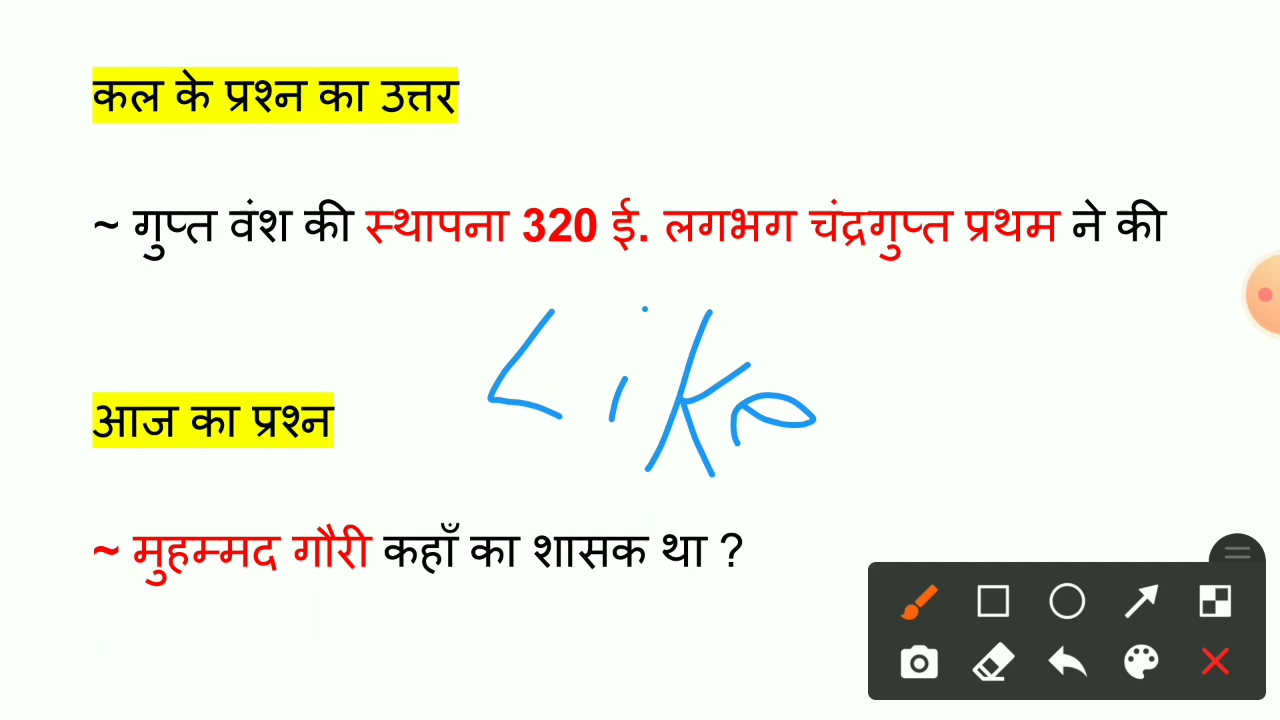 कल के प्रश्न का उत्तर
~ गुप्त वंश की स्थापना 320 ई. लगभग चंद्रगुप्त प्रथम ने की
Like
आज का प्रश्न
~ मुहम्मद गौरी कहाँ का शासक था ?